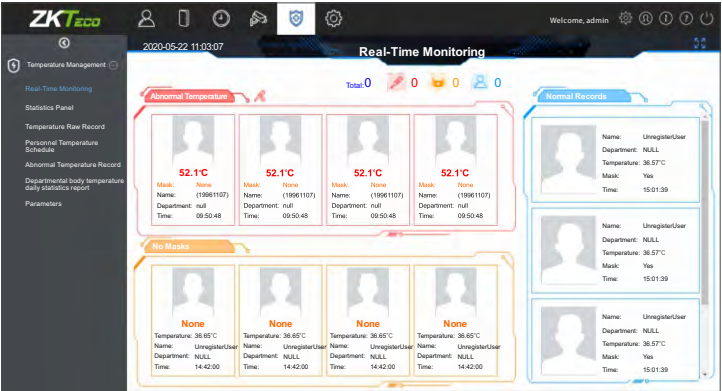 ZKTeco
Welcome, admin
2020-05-22 11:03:07
Real-Time Monitoring
Temperature Management
Real-Time Monitoring
Statistics Panel
Temperature Raw Record
Personnel Temperature
Schedule
Abnormal Temperature Record
Departmental body temperature
daily statistics report
Parameters
Total:0 0 0 0
Abnormal Temperature
52.1°C
Mask: None
Name: (19961107)
Department: null
Time: 09:50:48
52.1°C
Mask: None
Name: (19961107)
Department: null
Time: 09:50:48
52.1°C
Mask: None
Name: (19961107)
Department: null
Time: 09:50:48
52.1°C
Mask: None
Name: (19961107)
Department: null
Time: 09:50:48
No Masks
None
Temperature: 36.65°C
Name: UnregisterUser
Department: NULL
Time: 14:42:00
None
Temperature: 36.65°C
Name: UnregisterUser
Department: NULL
Time: 14:42:00
None
Temperature: 36.65°C
Name: UnregisterUser
Department: NULL
Time: 14:42:00
None
Temperature: 36.65°C
Name: UnregisterUser
Department: NULL
Time: 14:42:00
Normal Records
Name: UnregisterUser
Department: NULL
Temperature: 36.57°C
Mask: Yes
Time: 15:01:39
Name: UnregisterUser
Department: NULL
Temperature: 36.57°C
Mask: Yes
Time: 15:01:39
Name: UnregisterUser
Department: NULL
Temperature: 36.57°C
Mask: Yes
Time: 15:01:39